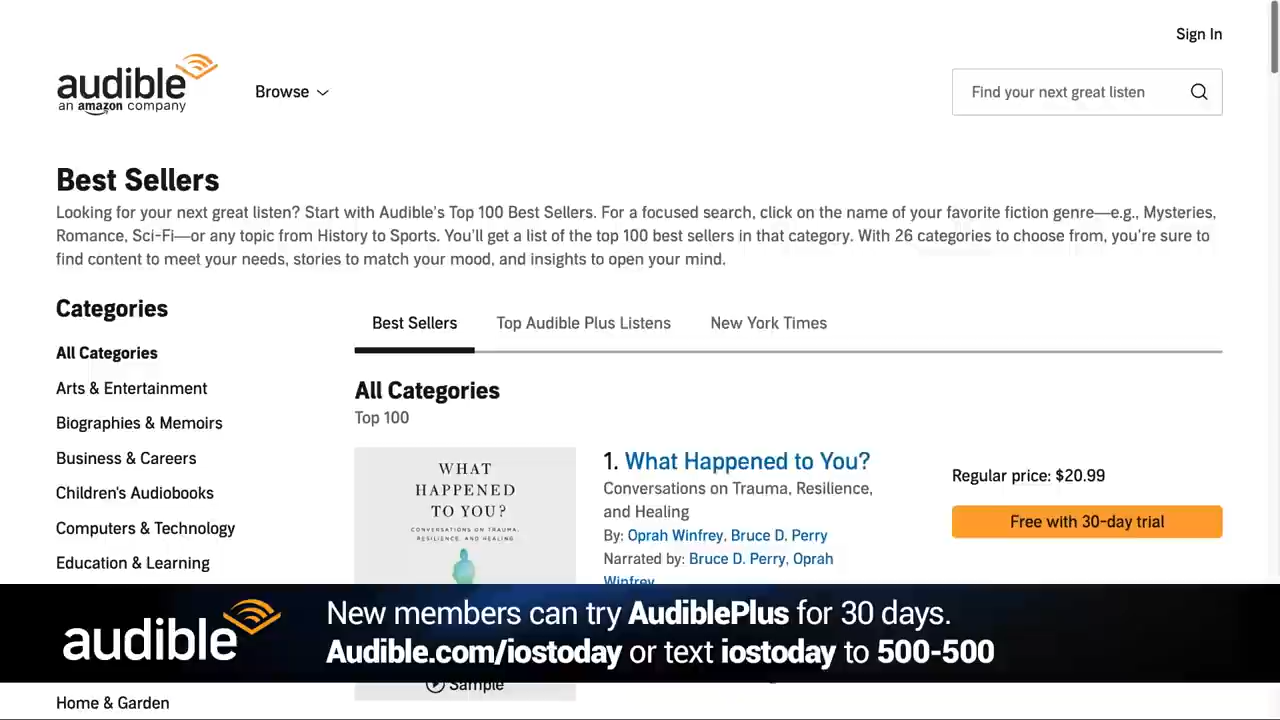 Sign In
audible
an amazon company
Browse
Find your next great listen
Best Sellers
Looking for your next great listen? Start with Audible's Top 100 Best Sellers. For a focused search, click on the name of your favorite fiction genre—e.g., Mysteries,
Romance, Sci-Fi—or any topic from History to Sports. You'll get a list of the top 100 best sellers in that category. With 26 categories to choose from, you're sure to
find content to meet your needs, stories to match your mood, and insights to open your mind.
Categories
All Categories
Arts & Entertainment
Biographies & Memoirs
Business & Careers
Children's Audiobooks
Computers & Technology
Education & Learning
Home & Garden
Best Sellers
Top Audible Plus Listens
New York Times
All Categories
Top 100
WHAT
HAPPENED
TO YOU?
CONVERSATIONS ON TRAUMA,
RESILIENCE, AND HEALING
Sample
1. What Happened to You?
Conversations on Trauma, Resilience,
and Healing
By: Oprah Winfrey, Bruce D. Perry
Narrated by: Bruce D. Perry, Oprah
Winfrey
Regular price: $20.99
Free with 30-day trial
audible
New members can try AudiblePlus for 30 days.
Audible.com/iostoday or text iostoday to 500-500